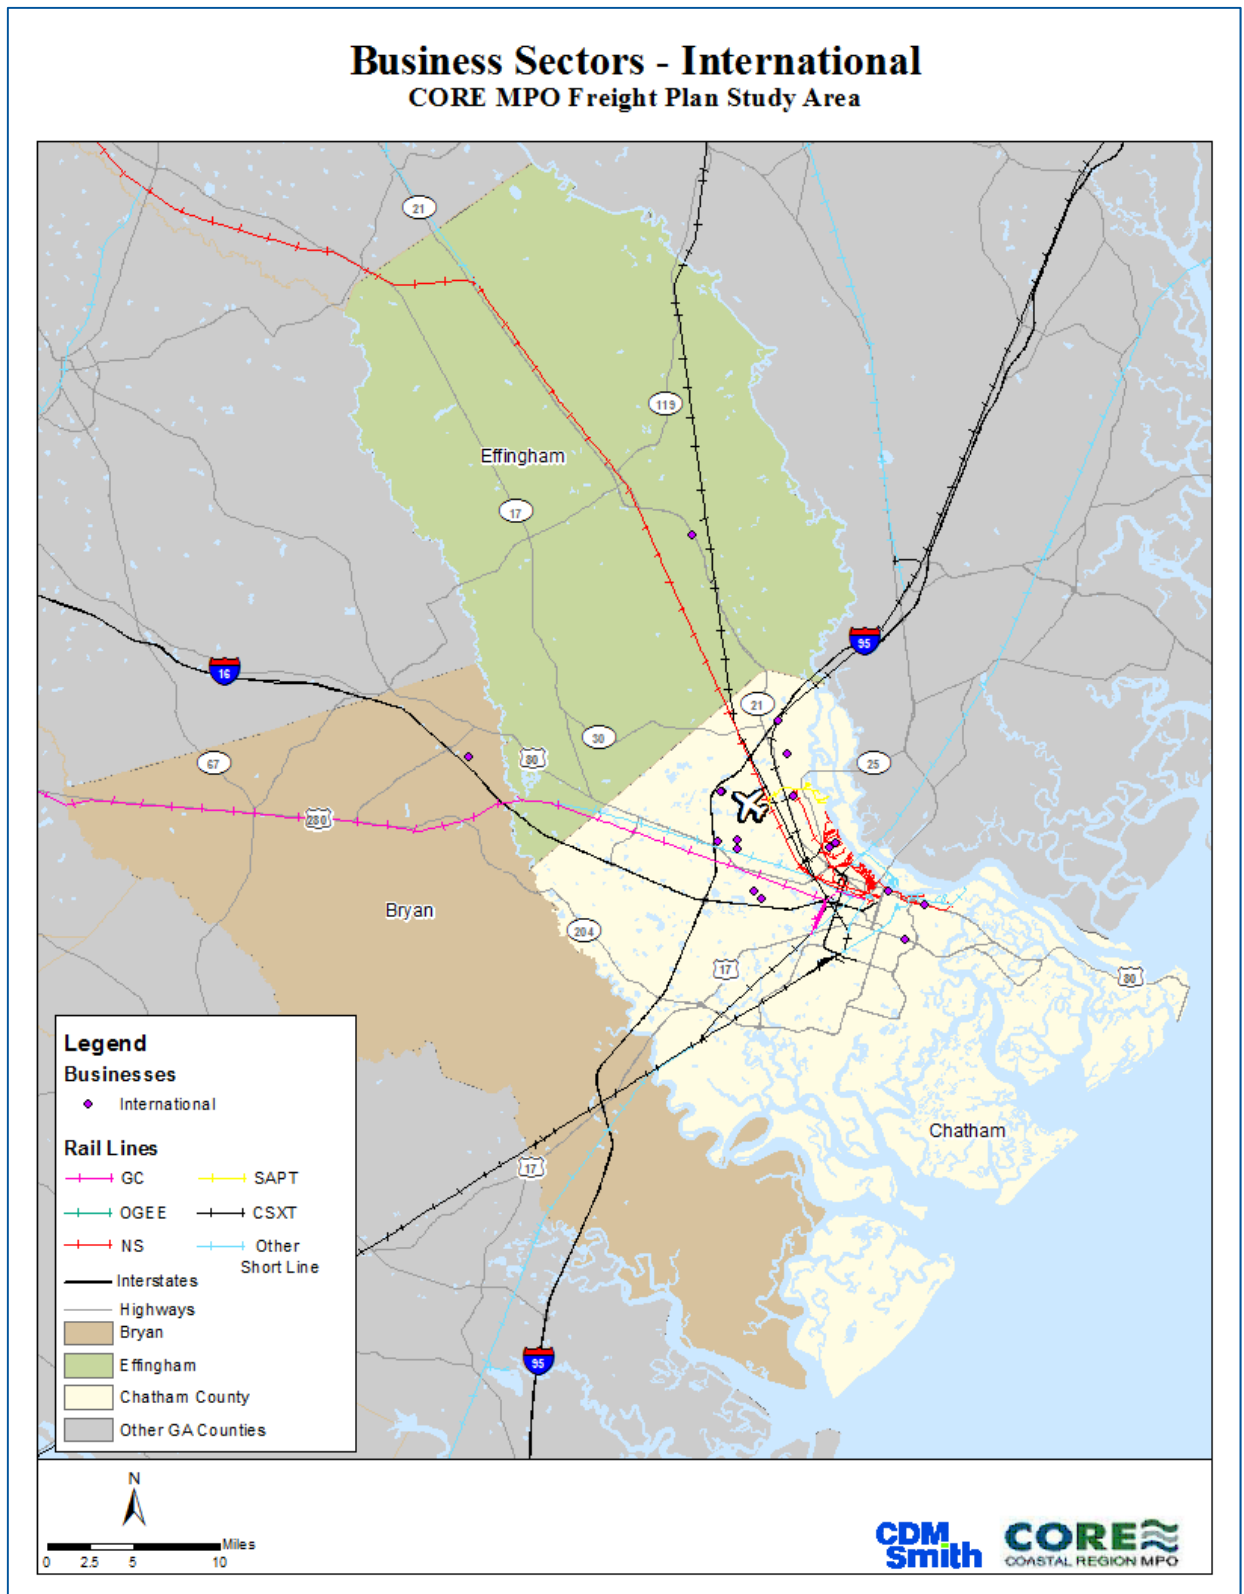 Business Sectors - International
CORE MPO Freight Plan Study Area
21
119
Effingham
17
95
16
21
30
80
67
25
280
Bryan
204
17
80
Chatham
17
95
Legend
Businesses
International
Rail Lines
GC
SAPT
OGEE
CSXT
NS
Other
Short Line
Interstates
Highways
Bryan
Effingham
Chatham County
Other GA Counties
N
Miles
0 2.5 5 10
CDM
Smith
CORE
COASTAL REGION MPO